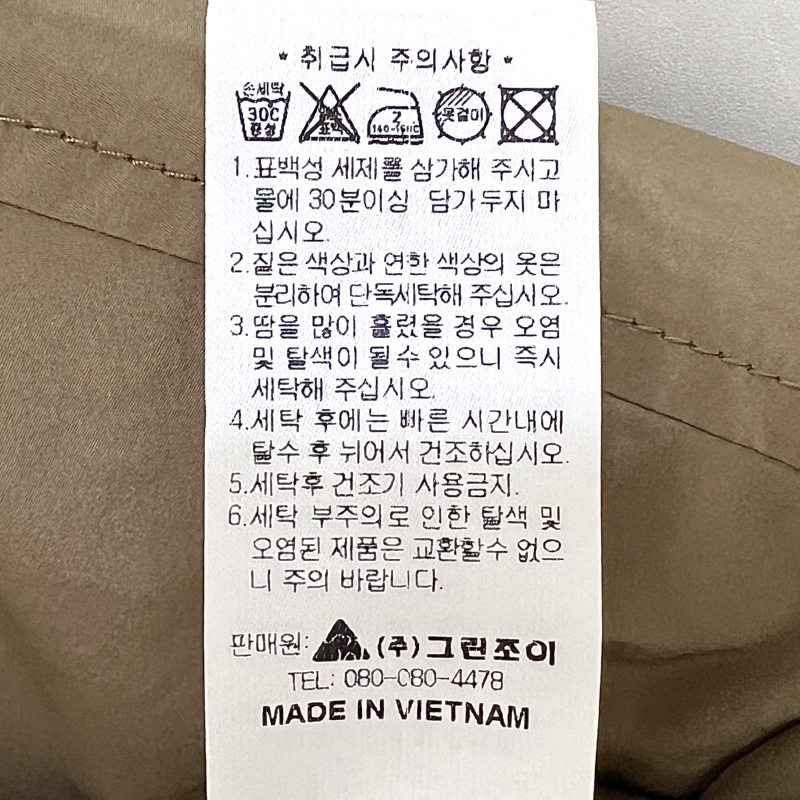 * 취급시 주의사항 *
손세탁
30C
중성
표백
2
140-160C
옷걸이
1. 표백성 세제를 삼가해 주시고
물에 30분이상 담가두지 마
십시오.
2. 짙은 색상과 연한 색상의 옷은
분리하여 단독세탁해 주십시오.
3. 땀을 많이 흘렸을 경우 오염
및 탈색이 될수 있으니 즉시
세탁해 주십시오.
4. 세탁 후에는 빠른 시간내에
탈수 후 뉘어서 건조하십시오.
5. 세탁후 건조기 사용금지.
6. 세탁 부주의로 인한 탈색 및
오염된 제품은 교환할수 없으
니 주의 바랍니다.
판매원: (주)그린조이
TEL: 080-080-4478
MADE IN VIETNAM